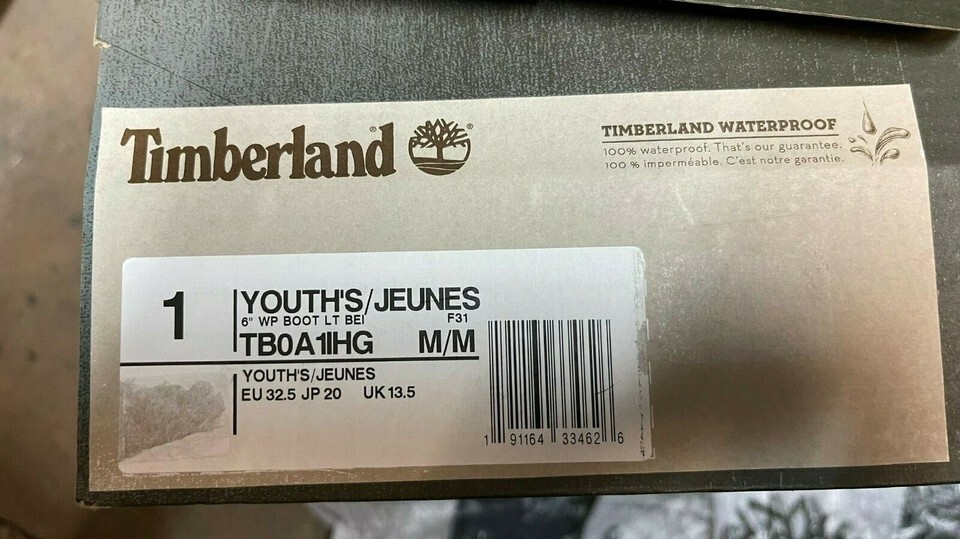 Timberland®
®
TIMBERLAND WATERPROOF
100% waterproof. That's our guarantee.
100 % imperméable. C'est notre garantie.
1
YOUTH'S/JEUNES
6" WP BOOT LT BEI F31
TB0A1IHG M/M
YOUTH'S/JEUNES
EU 32.5 JP 20 UK 13.5
1 91164 33462 6